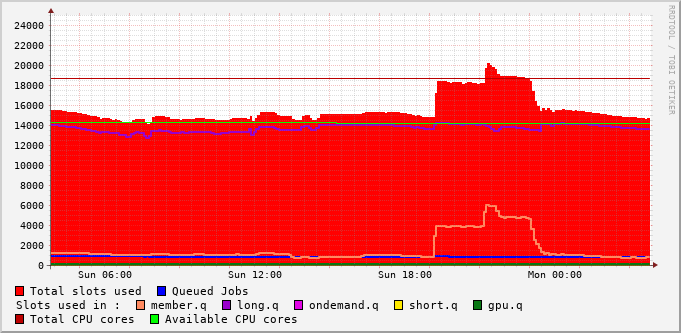 24000
22000
20000
18000
16000
14000
12000
10000
8000
6000
4000
2000
0
Sun 06:00 Sun 12:00 Sun 18:00 Mon 00:00
Total slots used Queued Jobs
Slots used in : member.q long.q ondemand.q short.q gpu.q
Total CPU cores Available CPU cores
RRDTOOL / TOBI OETIKER